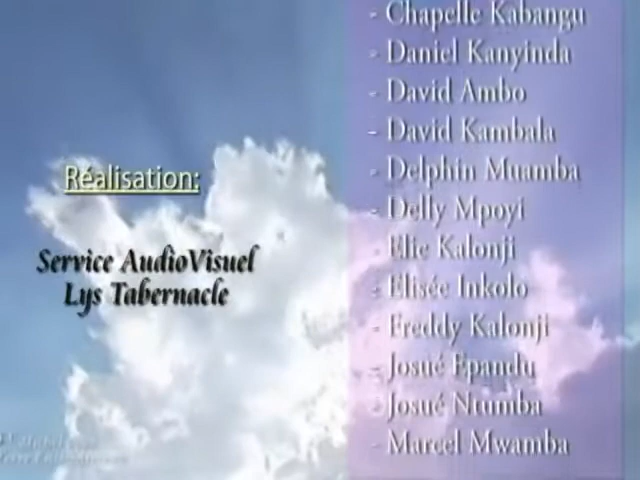 Réalisation:
Service AudioVisuel
Lys Tabernacle
- Chapelle Kabangu
- Daniel Kanyinda
- David Ambo
- David Kambala
- Delphin Muamba
- Delly Mpoyi
- Elie Kalonji
- Elisée Inkolo
- Freddy Kalonji
- Josué Epandu
- Josué Ntumba
- Marcel Mwamba